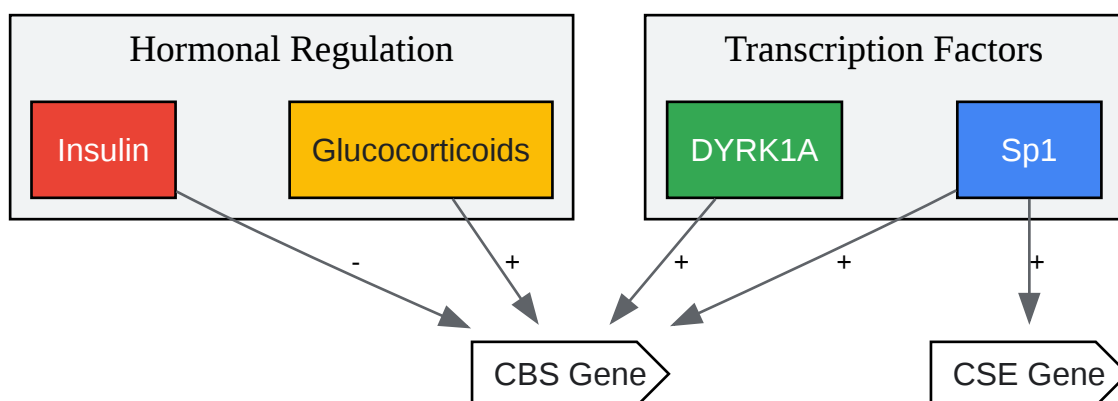 Hormonal Regulation
Transcription Factors
Insulin
Glucocorticoids
DYRK1A
Sp1
-
+
+
+
+
CBS Gene
CSE Gene